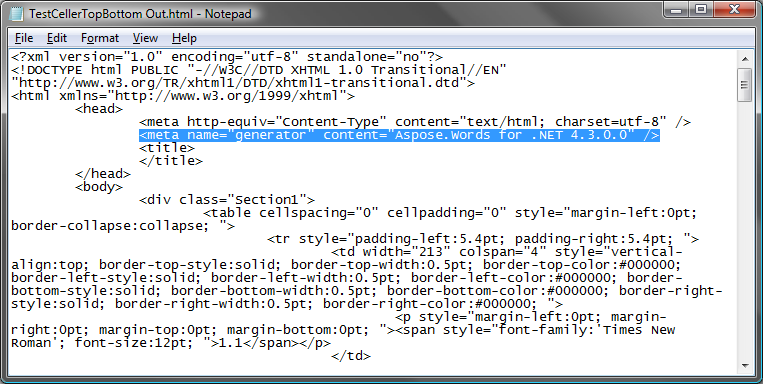 TestCellerTopBottom Out.html - Notepad
File Edit Format View Help
<?xml version="1.0" encoding="utf-8" standalone="no"?>
<!DOCTYPE html PUBLIC "-//W3C//DTD XHTML 1.0 Transitional//EN"
"http://www.w3.org/TR/xhtml1/DTD/xhtml1-transitional.dtd">
<html xmlns="http://www.w3.org/1999/xhtml">
<head>
<meta http-equiv="Content-Type" content="text/html; charset=utf-8" />
<meta name="generator" content="Aspose.Words for .NET 4.3.0.0" />
<title>
</title>
</head>
<body>
<div class="Section1">
<table cellspacing="0" cellpadding="0" style="margin-left:0pt;
border-collapse:collapse; ">
<tr style="padding-left:5.4pt; padding-right:5.4pt; ">
<td width="213" colspan="4" style="vertical-
align:top; border-top-style:solid; border-top-width:0.5pt; border-top-color:#000000;
border-left-style:solid; border-left-width:0.5pt; border-left-color:#000000; border-
bottom-style:solid; border-bottom-width:0.5pt; border-bottom-color:#000000; border-right-
style:solid; border-right-width:0.5pt; border-right-color:#000000; ">
<p style="margin-left:0pt; margin-
right:0pt; margin-top:0pt; margin-bottom:0pt; "><span style="font-family:'Times New
Roman'; font-size:12pt; ">1.1</span></p>
</td>